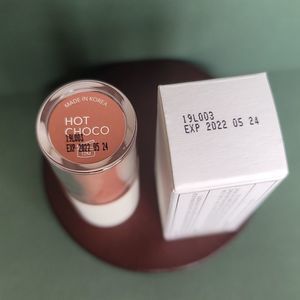 MADE IN KOREA
HOT
CHOCO
19L003
EXP 2022 05 24
19L003
EXP 2022 05 24